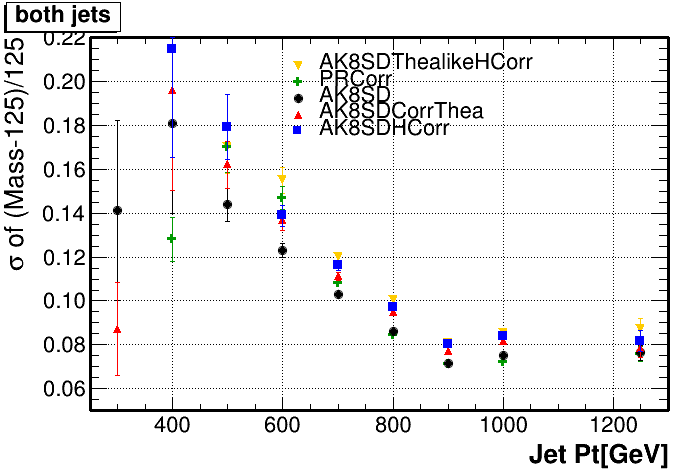 both jets
σ of (Mass-125)/125
0.22
0.20
0.18
0.16
0.14
0.12
0.10
0.08
0.06
AK8SDThealikeHCorr
PRCorr
AK8SD
AK8SDCorrThea
AK8SDHCorr
400 600 800 1000 1200
Jet Pt[GeV]